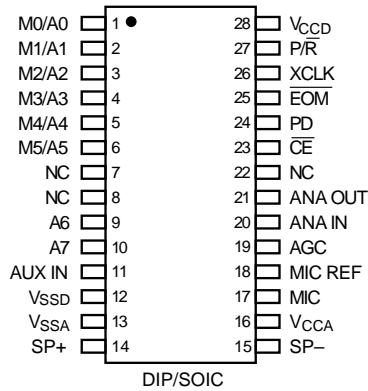 M0/A0 1 28 VCCD
M1/A1 2 27 P/R̅
M2/A2 3 26 XCLK
M3/A3 4 25 E̅O̅M̅
M4/A4 5 24 PD
M5/A5 6 23 C̅E̅
NC 7 22 NC
NC 8 21 ANA OUT
A6 9 20 ANA IN
A7 10 19 AGC
AUX IN 11 18 MIC REF
VSSD 12 17 MIC
VSSA 13 16 VCCA
SP+ 14 15 SP–
DIP/SOIC